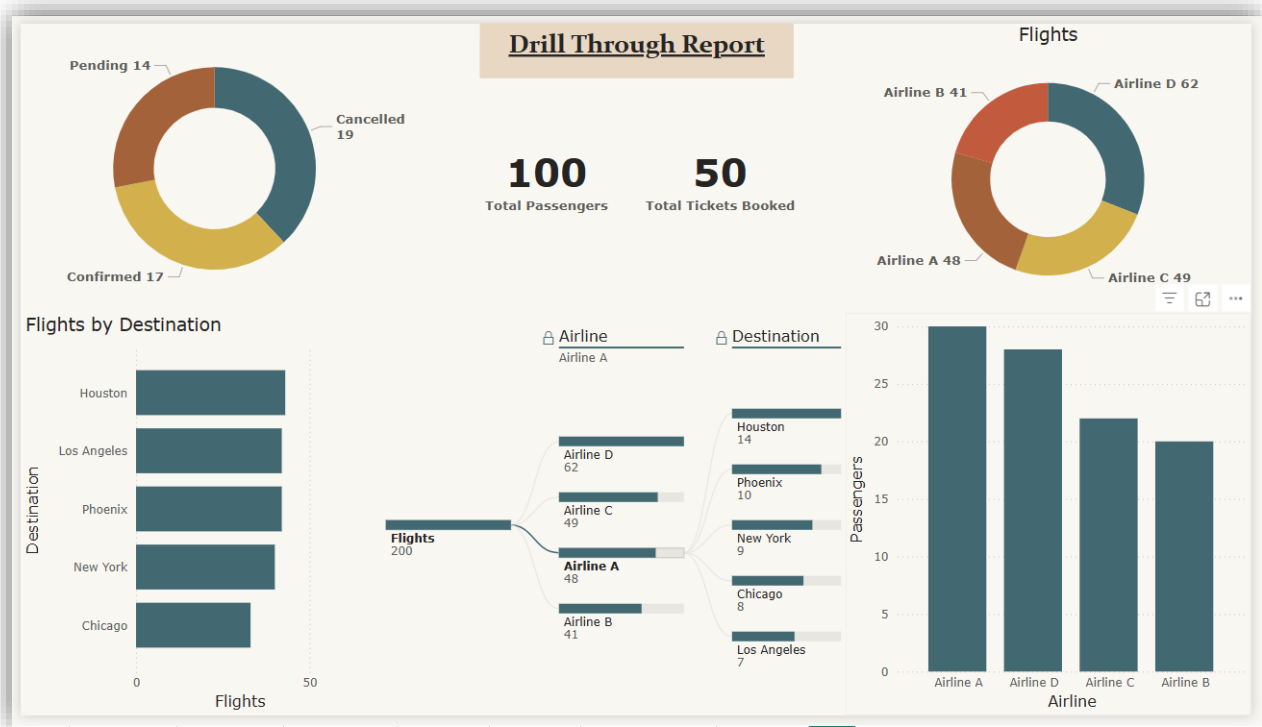 Drill Through Report
Pending 14
Cancelled
19
Confirmed 17
100
Total Passengers
50
Total Tickets Booked
Flights
Airline B 41
Airline D 62
Airline A 48
Airline C 49
Flights by Destination
Destination
Houston
Los Angeles
Phoenix
New York
Chicago
0
50
Flights
Airline
Airline A
Destination
Flights
200
Airline D
62
Airline C
49
Airline A
48
Airline B
41
Houston
14
Phoenix
10
New York
9
Chicago
8
Los Angeles
7
Passengers
30
25
20
15
10
5
0
Airline A
Airline D
Airline C
Airline B
Airline